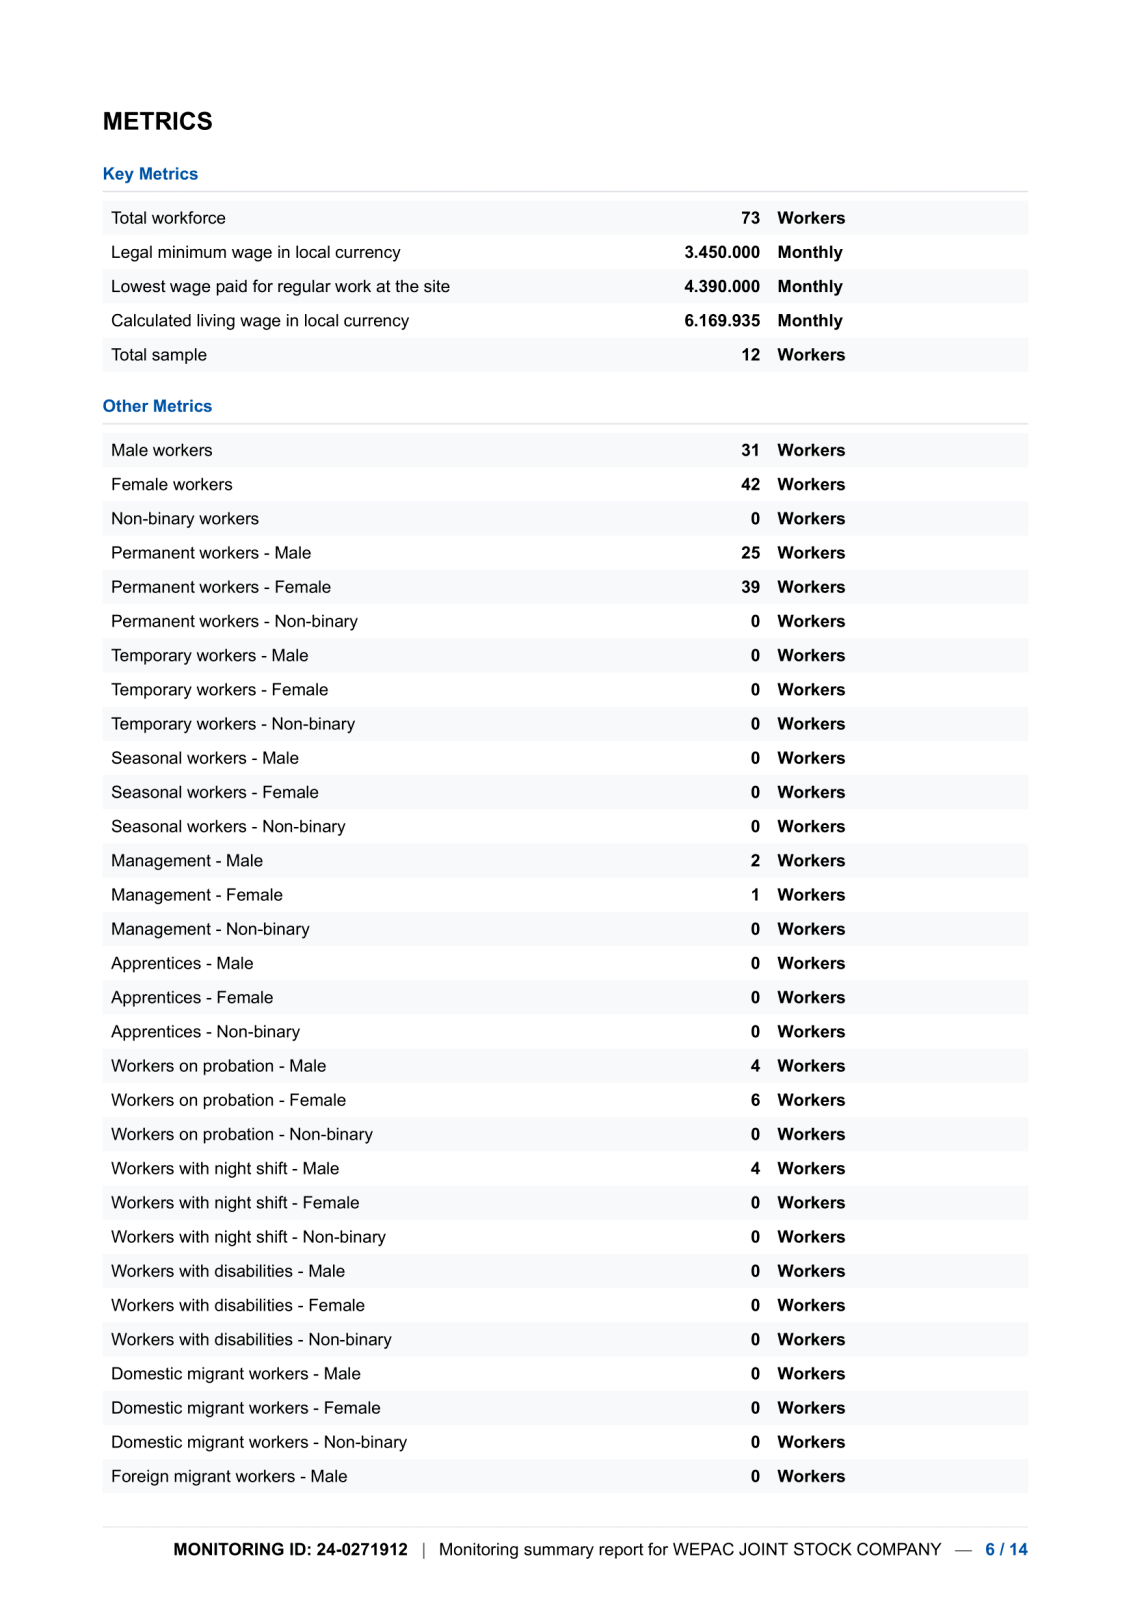 METRICS
Key Metrics
Total workforce 73 Workers
Legal minimum wage in local currency 3.450.000 Monthly
Lowest wage paid for regular work at the site 4.390.000 Monthly
Calculated living wage in local currency 6.169.935 Monthly
Total sample 12 Workers
Other Metrics
Male workers 31 Workers
Female workers 42 Workers
Non-binary workers 0 Workers
Permanent workers - Male 25 Workers
Permanent workers - Female 39 Workers
Permanent workers - Non-binary 0 Workers
Temporary workers - Male 0 Workers
Temporary workers - Female 0 Workers
Temporary workers - Non-binary 0 Workers
Seasonal workers - Male 0 Workers
Seasonal workers - Female 0 Workers
Seasonal workers - Non-binary 0 Workers
Management - Male 2 Workers
Management - Female 1 Workers
Management - Non-binary 0 Workers
Apprentices - Male 0 Workers
Apprentices - Female 0 Workers
Apprentices - Non-binary 0 Workers
Workers on probation - Male 4 Workers
Workers on probation - Female 6 Workers
Workers on probation - Non-binary 0 Workers
Workers with night shift - Male 4 Workers
Workers with night shift - Female 0 Workers
Workers with night shift - Non-binary 0 Workers
Workers with disabilities - Male 0 Workers
Workers with disabilities - Female 0 Workers
Workers with disabilities - Non-binary 0 Workers
Domestic migrant workers - Male 0 Workers
Domestic migrant workers - Female 0 Workers
Domestic migrant workers - Non-binary 0 Workers
Foreign migrant workers - Male 0 Workers
MONITORING ID: 24-0271912 | Monitoring summary report for WEPAC JOINT STOCK COMPANY — 6 / 14